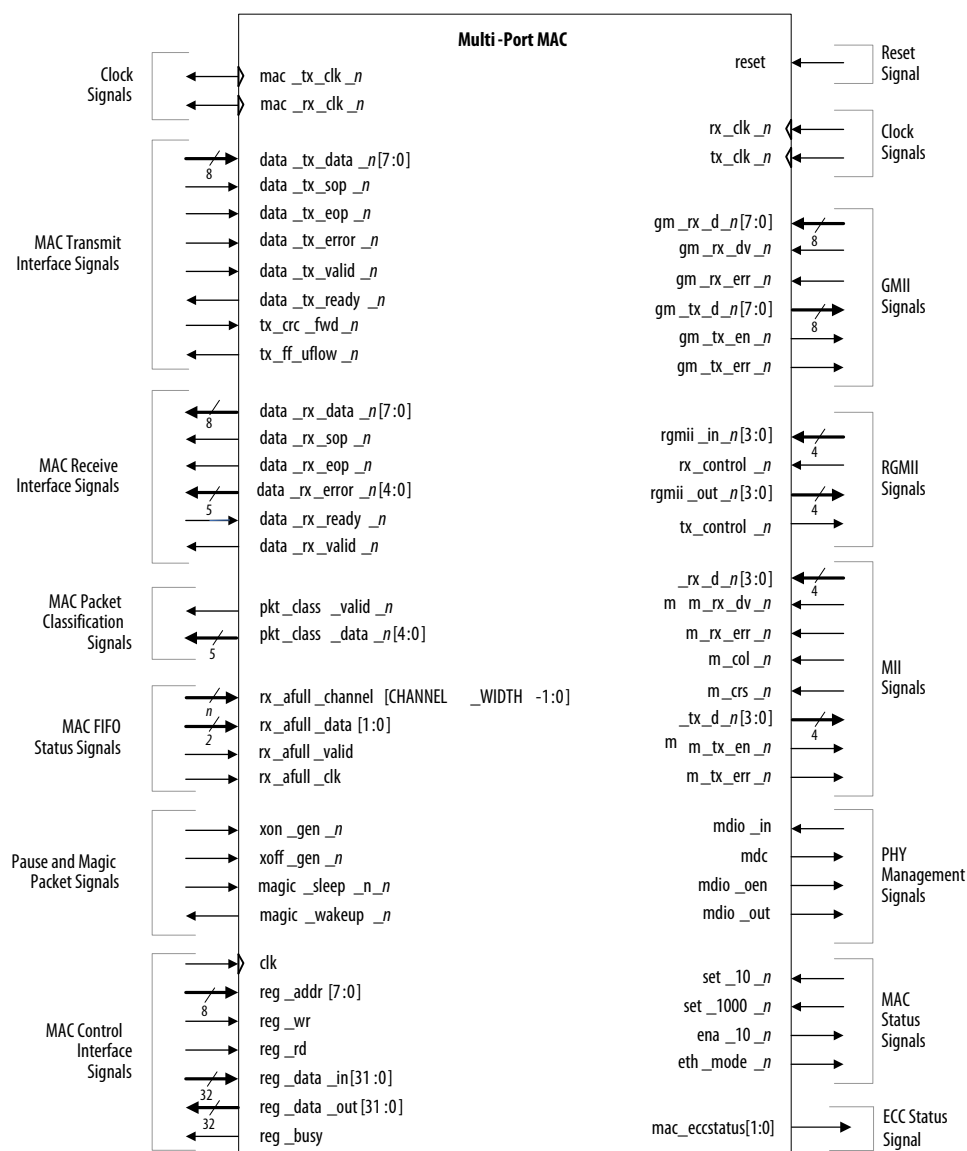 Multi -Port MAC
Clock
Signals
mac _tx_clk _n
mac _rx_clk _n
MAC Transmit
Interface Signals
data _tx_data _n[7:0]
8
data _tx_sop _n
data _tx_eop _n
data _tx_error _n
data _tx_valid _n
data _tx_ready _n
tx_crc _fwd _n
tx_ff_uflow _n
MAC Receive
Interface Signals
data _rx_data _n[7:0]
8
data _rx_sop _n
data _rx_eop _n
data _rx_error _n[4:0]
5
data _rx_ready _n
data _rx_valid _n
MAC Packet
Classification
Signals
pkt_class _valid _n
pkt_class _data _n[4:0]
5
MAC FIFO
Status Signals
rx_afull_channel [CHANNEL _WIDTH -1:0]
n
rx_afull_data [1:0]
2
rx_afull_valid
rx_afull_clk
Pause and Magic
Packet Signals
xon _gen _n
xoff _gen _n
magic _sleep _n_n
magic _wakeup _n
MAC Control
Interface
Signals
clk
reg _addr [7:0]
8
reg _wr
reg _rd
reg _data _in[31:0]
32
reg _data _out[31:0]
32
reg _busy
reset
Reset
Signal
rx_clk _n
tx_clk _n
Clock
Signals
gm _rx_d _n[7:0]
8
gm _rx_dv _n
gm _rx_err _n
gm _tx_d _n[7:0]
8
gm _tx_en _n
gm _tx_err _n
GMII
Signals
rgmii _in _n[3:0]
4
rx_control _n
rgmii _out _n[3:0]
4
tx_control _n
RGMII
Signals
_rx_d _n[3:0]
4
m m_rx_dv _n
m_rx_err _n
m_col _n
m_crs _n
_tx_d _n[3:0]
4
m m_tx_en _n
m_tx_err _n
MII
Signals
mdio _in
mdc
mdio _oen
mdio _out
PHY
Management
Signals
set _10 _n
set _1000 _n
ena _10 _n
eth _mode _n
MAC
Status
Signals
mac_eccstatus[1:0]
ECC Status
Signal